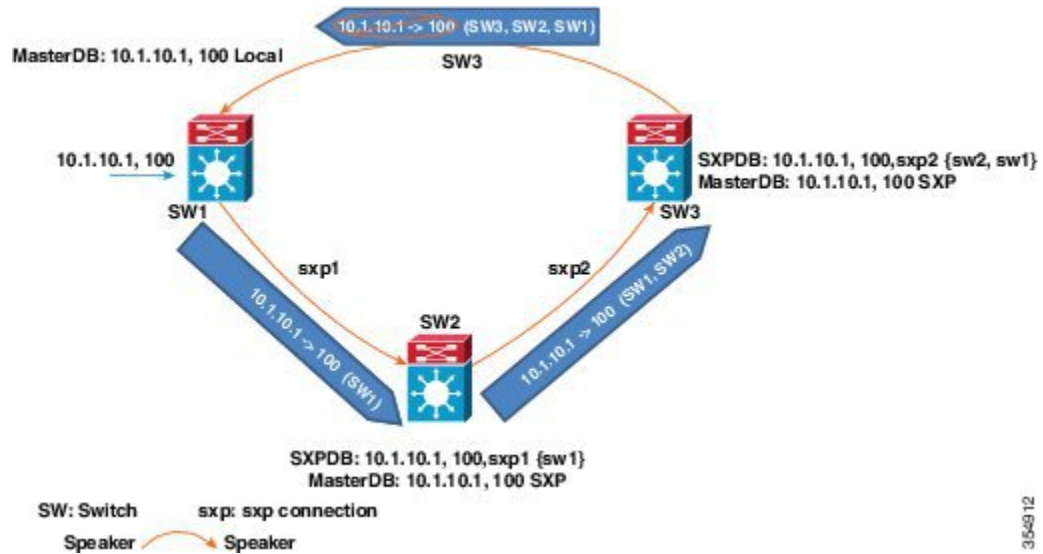 10.1.10.1 -> 100 (SW3, SW2, SW1)
MasterDB: 10.1.10.1, 100 Local
SW3
10.1.10.1, 100
SW1
SXPDB: 10.1.10.1, 100,sxp2 {sw2, sw1}
MasterDB: 10.1.10.1, 100 SXP
SW3
sxp1
sxp2
10.1.10.1 -> 100 (SW1)
10.1.10.1 -> 100 (SW1, SW2)
SW2
SXPDB: 10.1.10.1, 100,sxp1 {sw1}
MasterDB: 10.1.10.1, 100 SXP
SW: Switch sxp: sxp connection
Speaker Speaker
354912